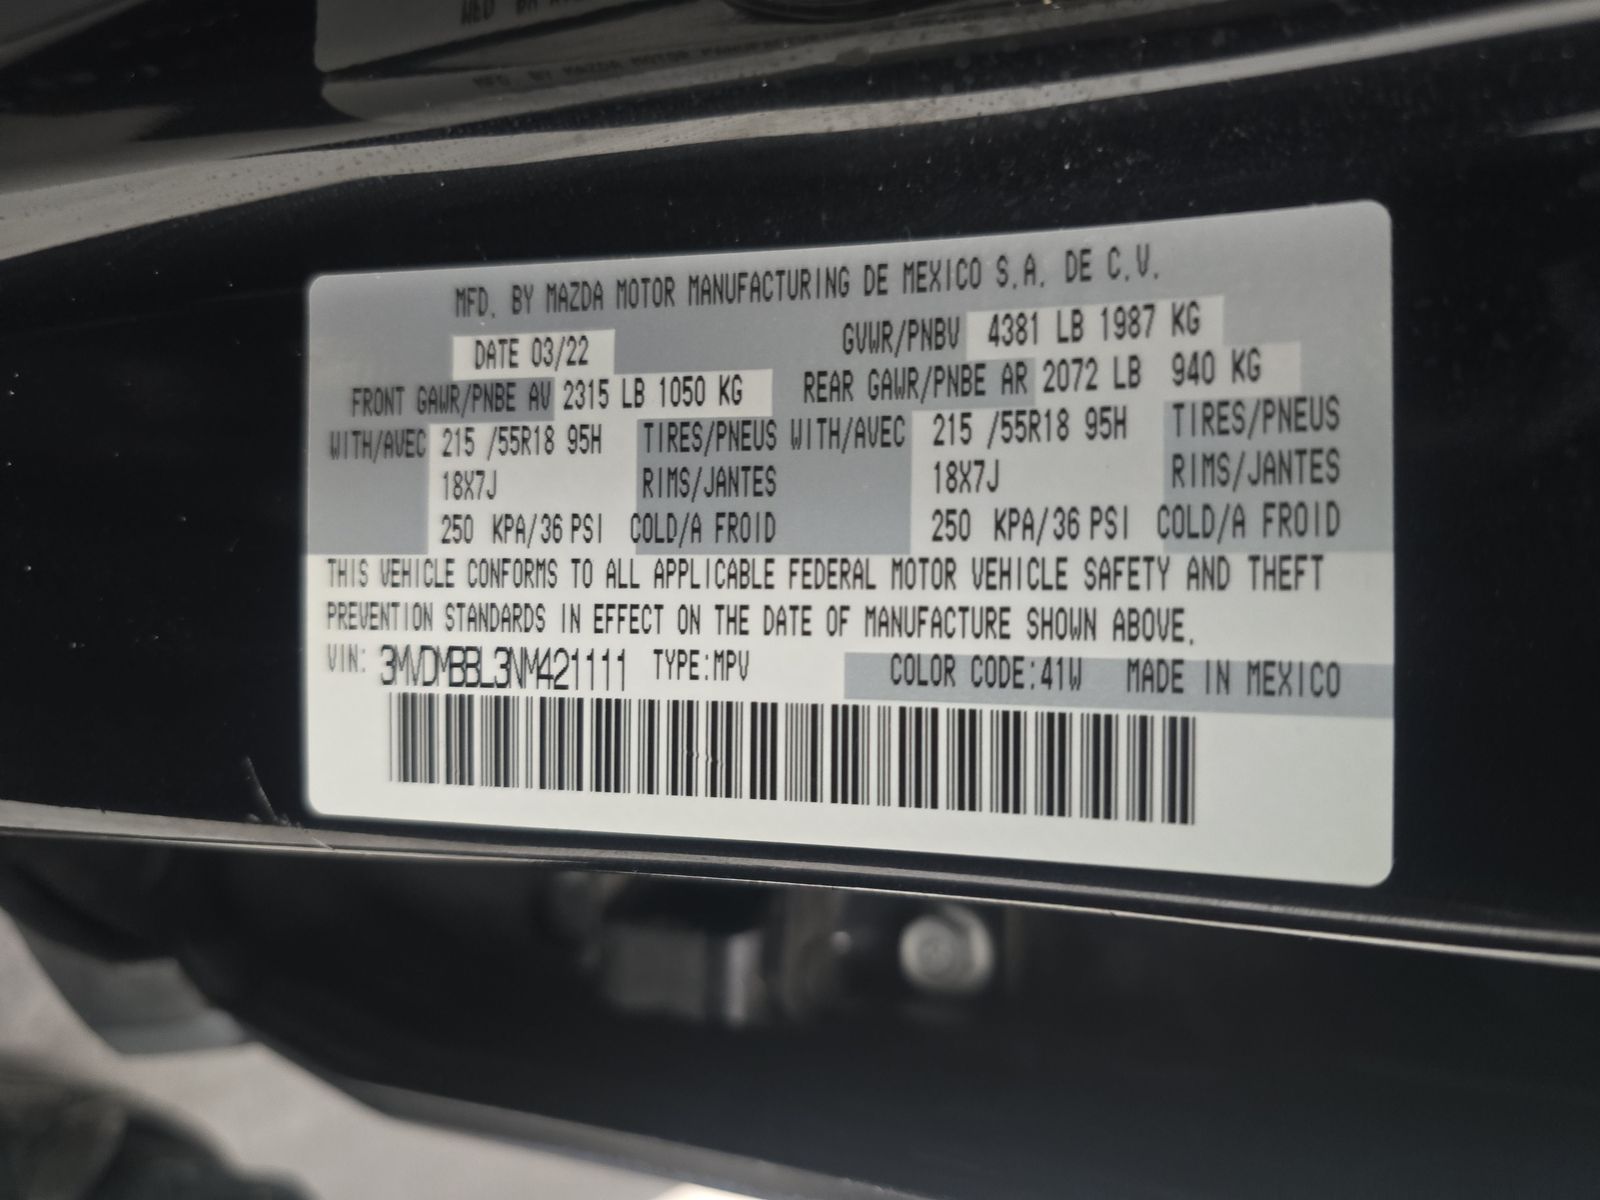 MFD. BY MAZDA MOTOR MANUFACTURING DE MEXICO S.A. DE C.V.
DATE 03/22 GVWR/PNBV 4381 LB 1987 KG
FRONT GAWR/PNBE AV 2315 LB 1050 KG REAR GAWR/PNBE AR 2072 LB 940 KG
WITH/AVEC 215 /55R18 95H TIRES/PNEUS WITH/AVEC 215 /55R18 95H TIRES/PNEUS
18X7J RIMS/JANTES 18X7J RIMS/JANTES
250 KPA/36 PSI COLD/A FROID 250 KPA/36 PSI COLD/A FROID
THIS VEHICLE CONFORMS TO ALL APPLICABLE FEDERAL MOTOR VEHICLE SAFETY AND THEFT
PREVENTION STANDARDS IN EFFECT ON THE DATE OF MANUFACTURE SHOWN ABOVE.
VIN: 3MVDMBBL3NM421111 TYPE:MPV COLOR CODE:41W MADE IN MEXICO